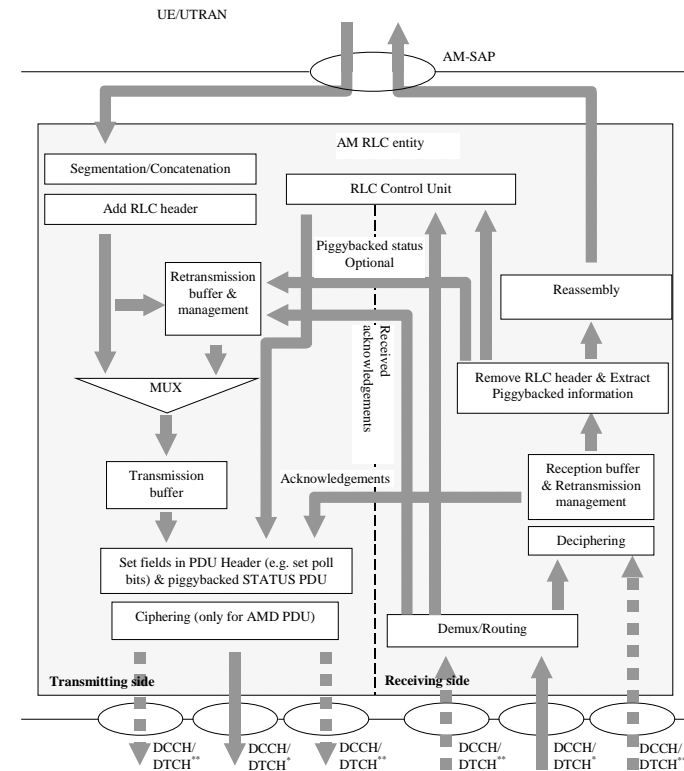 UE/UTRAN
AM-SAP
AM RLC entity
Segmentation/Concatenation
RLC Control Unit
Add RLC header
Piggybacked status
Optional
Retransmission
buffer &
management
Reassembly
Received
acknowledgements
MUX
Remove RLC header & Extract
Piggybacked information
Transmission
buffer
Acknowledgements
Reception buffer
& Retransmission
management
Deciphering
Set fields in PDU Header (e.g. set poll
bits) & piggybacked STATUS PDU
Ciphering (only for AMD PDU)
Demux/Routing
Transmitting side
Receiving side
DCCH/
DTCH**
DCCH/
DTCH*
DCCH/
DTCH**
DCCH/
DTCH**
DCCH/
DTCH*
DCCH/
DTCH**